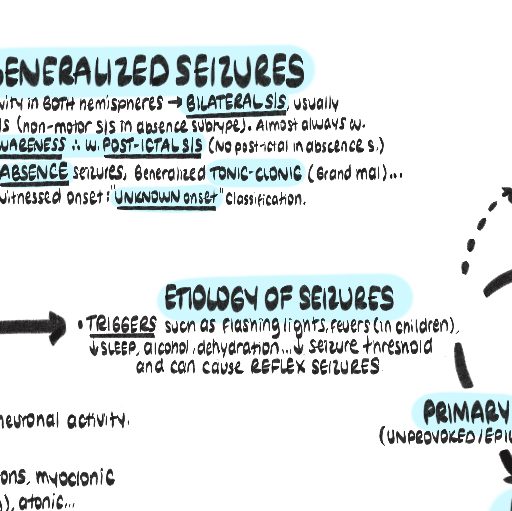 GENERALIZED SEIZURES
vity in BOTH hemispheres → BILATERAL S/S, usually
(non-motor S/S in absence subtype). Almost always w.
WARENESS ∴ w. POST-ICTAL S/S (No post-ictal in abscence s.)
ABSENCE seizures, Generalized TONIC-CLONIC (Grand mal)...
witnessed onset: "UNKNOWN onset" classification.
ETIOLOGY OF SEIZURES
• TRIGGERS such as flashing lights, fevers (in children),
↓SLEEP, alcohol, dehydration...↓ seizure threshold
and can cause REFLEX SEIZURES
neuronal activity.
PRIMARY
(UNPROVOKED/EPIL
ons, myoclonic
), atonic...